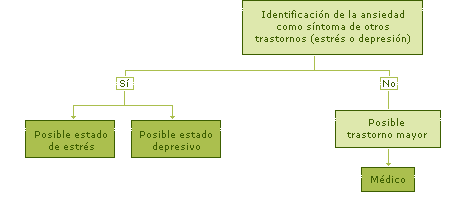 Identificación de la ansiedad
como síntoma de otros
trastornos (estrés o depresión)
Sí
No
Posible estado
de estrés
Posible estado
depresivo
Posible
trastorno mayor
Médico